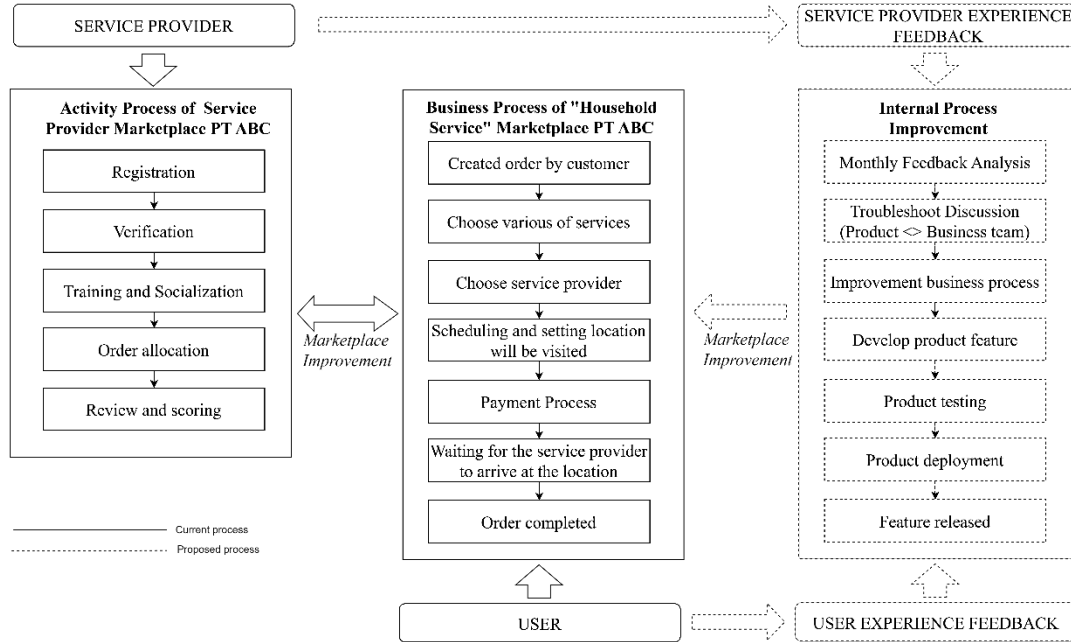 SERVICE PROVIDER
SERVICE PROVIDER EXPERIENCE
FEEDBACK
Activity Process of Service
Provider Marketplace PT ABC
Registration
Verification
Training and Socialization
Order allocation
Review and scoring
Marketplace
Improvement
Business Process of "Household
Service" Marketplace PT ABC
Created order by customer
Choose various of services
Choose service provider
Scheduling and setting location
will be visited
Payment Process
Waiting for the service provider
to arrive at the location
Order completed
Marketplace
Improvement
Internal Process
Improvement
Monthly Feedback Analysis
Troubleshoot Discussion
(Product <> Business team)
Improvement business process
Develop product feature
Product testing
Product deployment
Feature released
Current process
Proposed process
USER
USER EXPERIENCE FEEDBACK